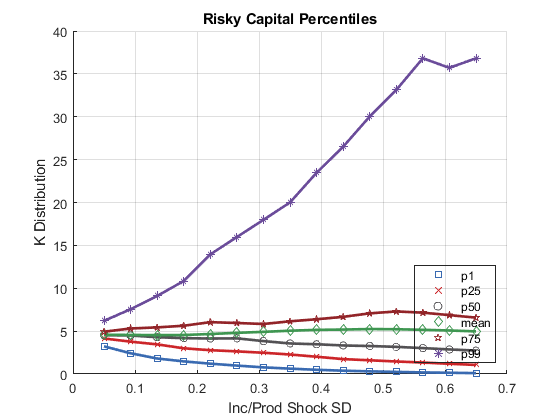 Risky Capital Percentiles
40
35
30
25
20
15
10
5
0
K Distribution
0
0.1
0.2
0.3
0.4
0.5
0.6
0.7
Inc/Prod Shock SD
p1
p25
p50
mean
p75
p99